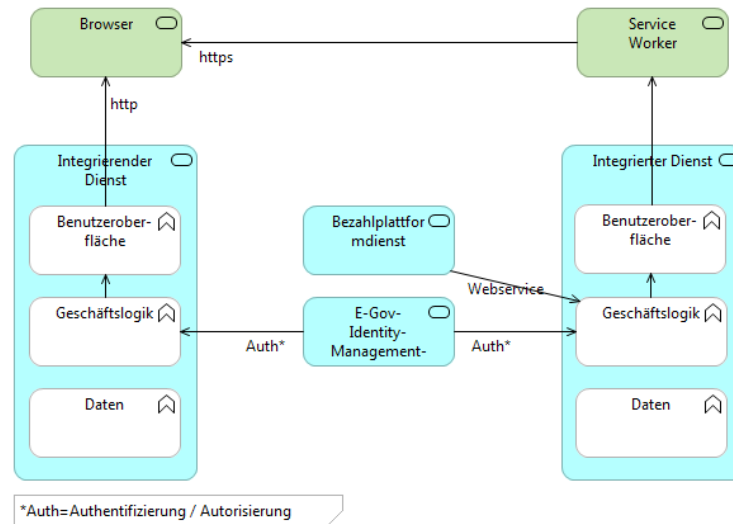 Browser
Service
Worker
https
http
Integrierender
Dienst
Integrierter Dienst
Benutzerober-
fläche
Bezahlplattfor
mdienst
Benutzerober-
fläche
Webservice
Geschäftslogik
E-Gov-
Identity-
Management-
Geschäftslogik
Auth*
Auth*
Daten
Daten
*Auth=Authentifizierung / Autorisierung